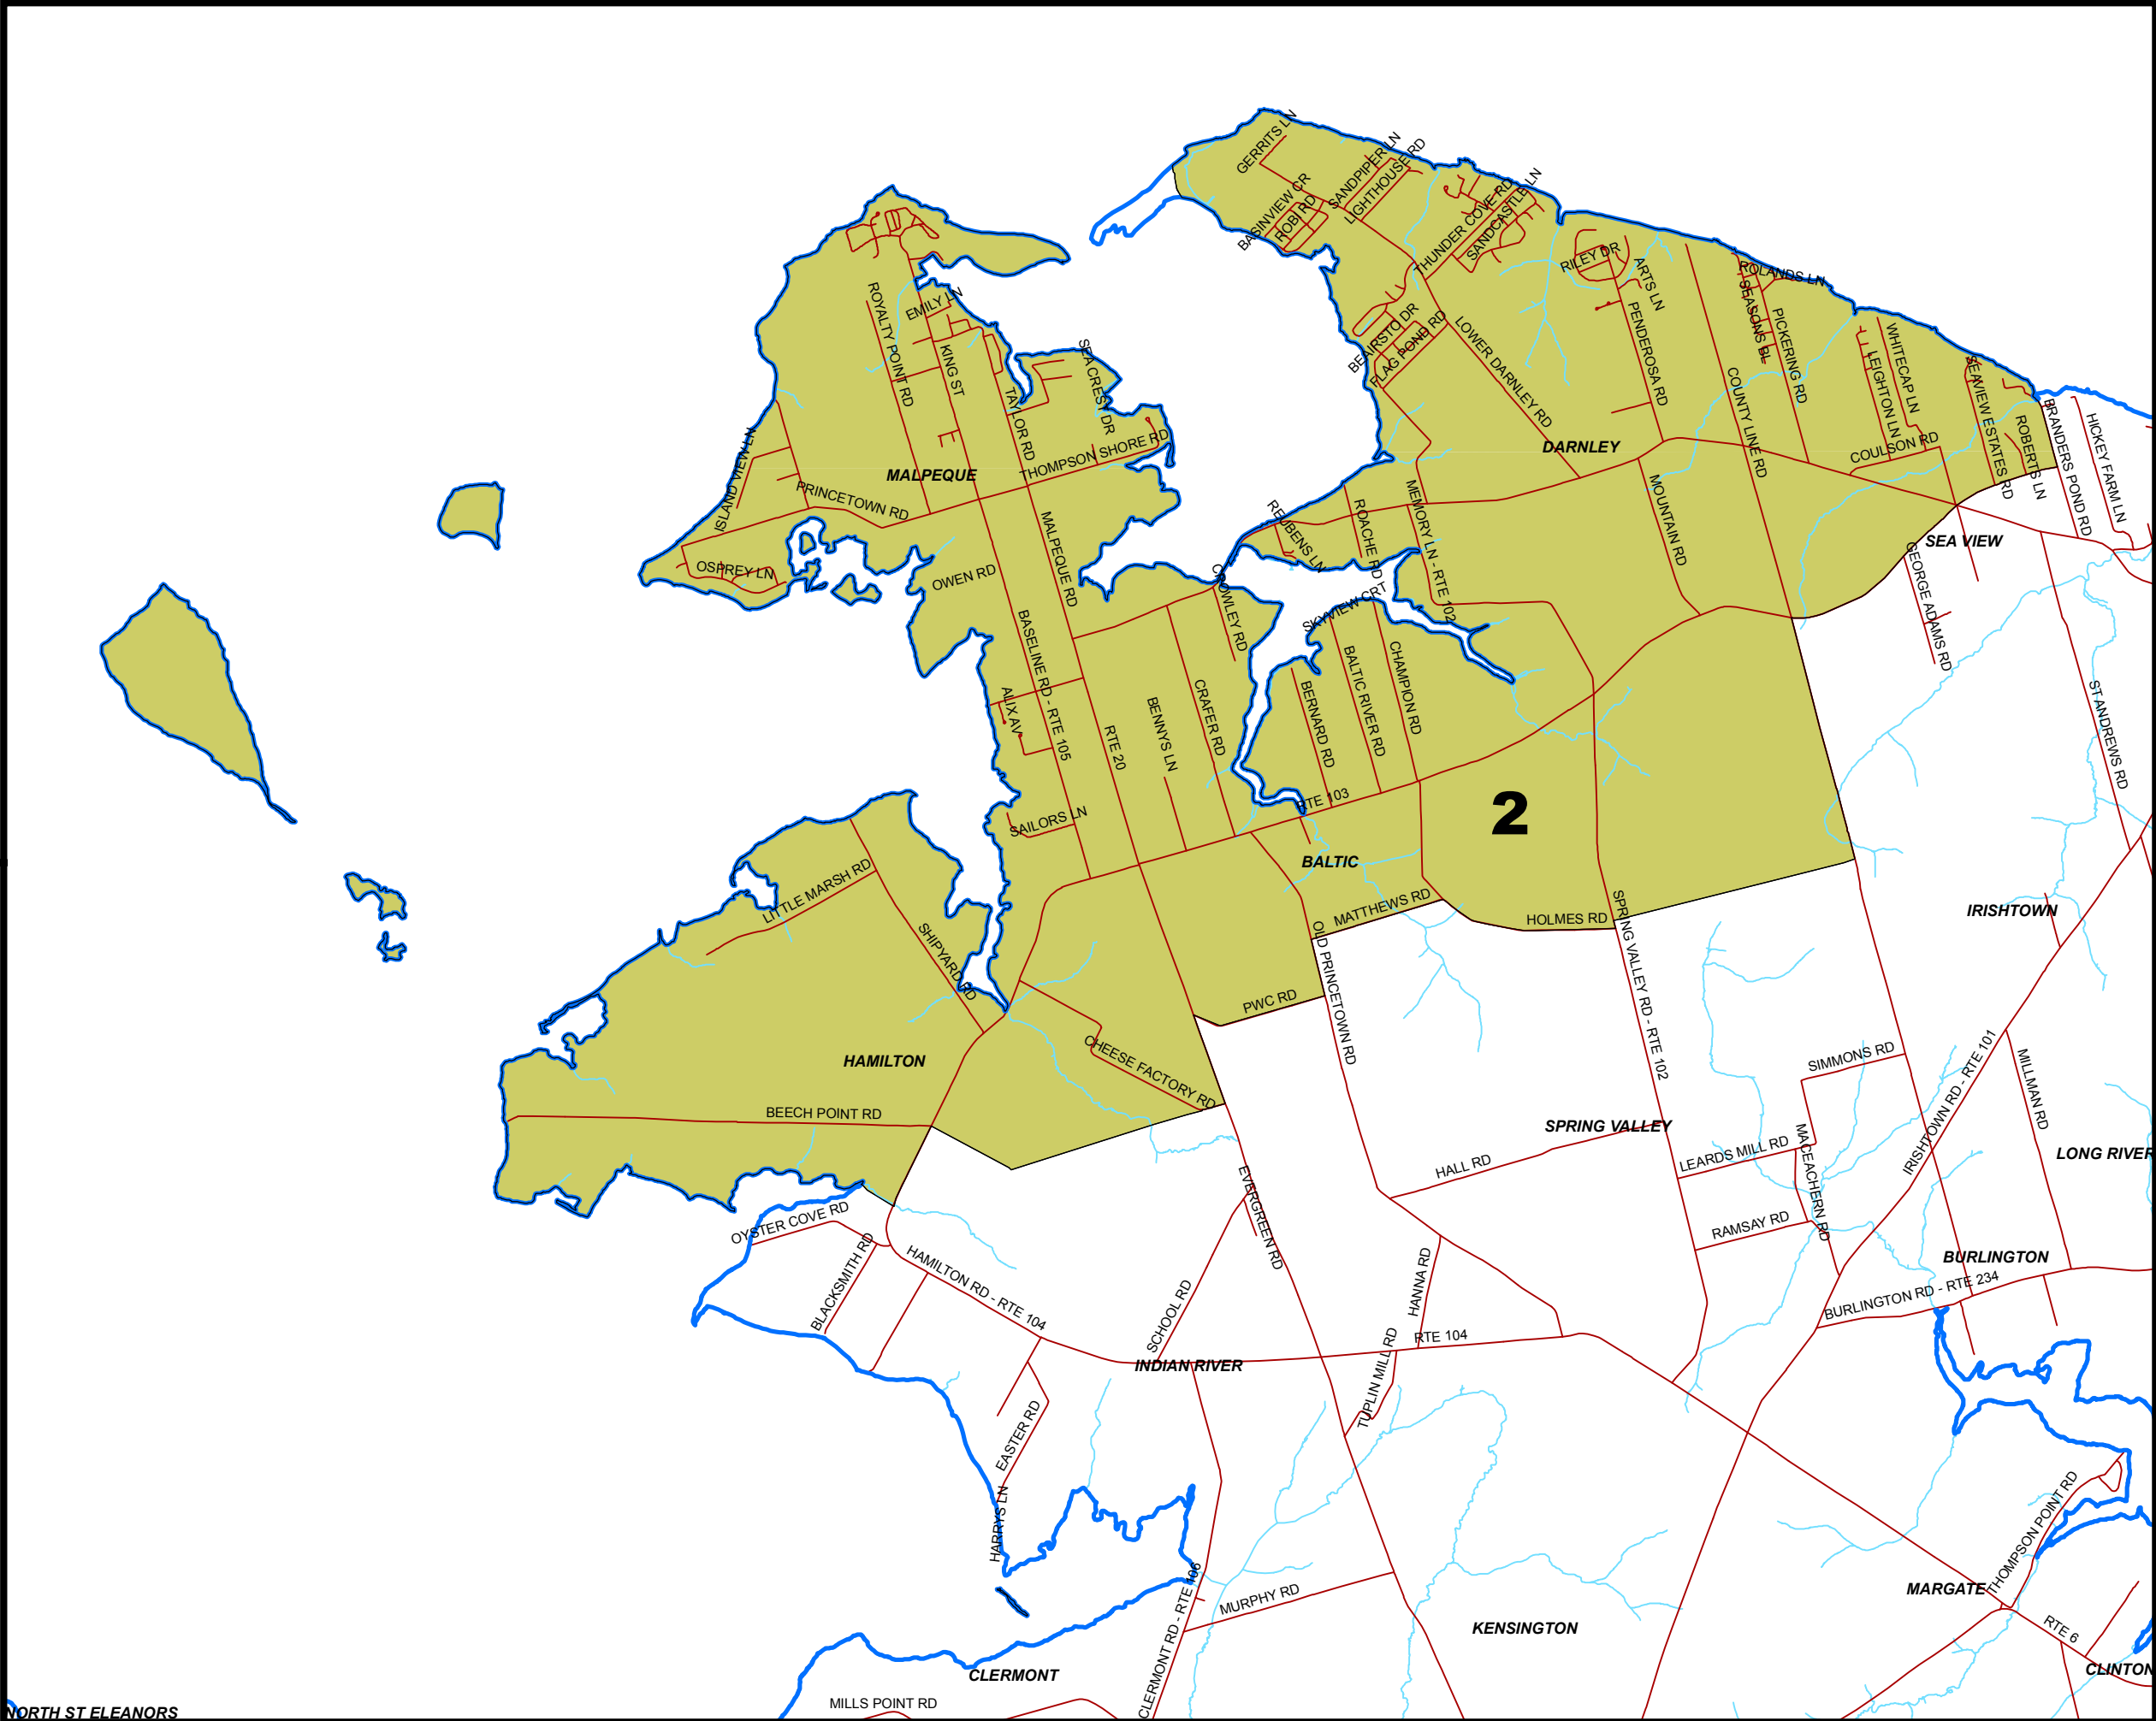 GERRITS LN
SANDPIPER LN
LIGHTHOUSE RD
BASINVIEW CR
ROBI RD
THUNDER COVE RD
SANDCASTLE LN
RILEY DR
ARTS LN
ROLANDS LN
SEASONS BL
PICKERING RD
PENDEROSA RD
ROYALTY POINT RD
EMILY LN
KING ST
TAYLOR RD
SEA CREST DR
BEAIRSTO DR
FLAG POND RD
LOWER DARNLEY RD
COUNTY LINE RD
WHITECAP LN
LEIGHTON LN
SEAVIEW ESTATES RD
ROBERTS LN
BRANDERS POND RD
HICKEY FARM LN
ISLAND VIEW LN
MALPEQUE
THOMPSON SHORE RD
DARNLEY
COULSON RD
PRINCETOWN RD
MALPEQUE RD
REUBENS LN
ROACHE RD
MEMORY LN - RTE 102
MOUNTAIN RD
SEA VIEW
GEORGE ADAMS RD
OSPREY LN
OWEN RD
CROWLEY RD
SKYVIEW CRT
BASELINE RD - RTE 105
ALIX AV
RTE 20
BENNYS LN
CRAFER RD
BERNARD RD
BALTIC RIVER RD
CHAMPION RD
ST ANDREWS RD
SAILORS LN
RTE 103
2
BALTIC
LITTLE MARSH RD
SHIPYARD RD
MATTHEWS RD
HOLMES RD
IRISHTOWN
OLD PRINCETOWN RD
SPRING VALLEY RD - RTE 102
PWC RD
HAMILTON
CHEESE FACTORY RD
SIMMONS RD
IRISHTOWN RD - RTE 101
MILLMAN RD
BEECH POINT RD
SPRING VALLEY
LEARDS MILL RD
MACEACHERN RD
LONG RIVER
HALL RD
EVERGREEN RD
RAMSAY RD
OYSTER COVE RD
BLACKSMITH RD
HAMILTON RD - RTE 104
SCHOOL RD
HANNA RD
BURLINGTON
BURLINGTON RD - RTE 234
RTE 104
TUPLIN MILL RD
INDIAN RIVER
EASTER RD
HARRYS LN
THOMPSON POINT RD
MURPHY RD
CLERMONT RD - RTE 106
MARGATE
KENSINGTON
RTE 6
CLERMONT
CLINTON
MILLS POINT RD
NORTH ST ELEANORS